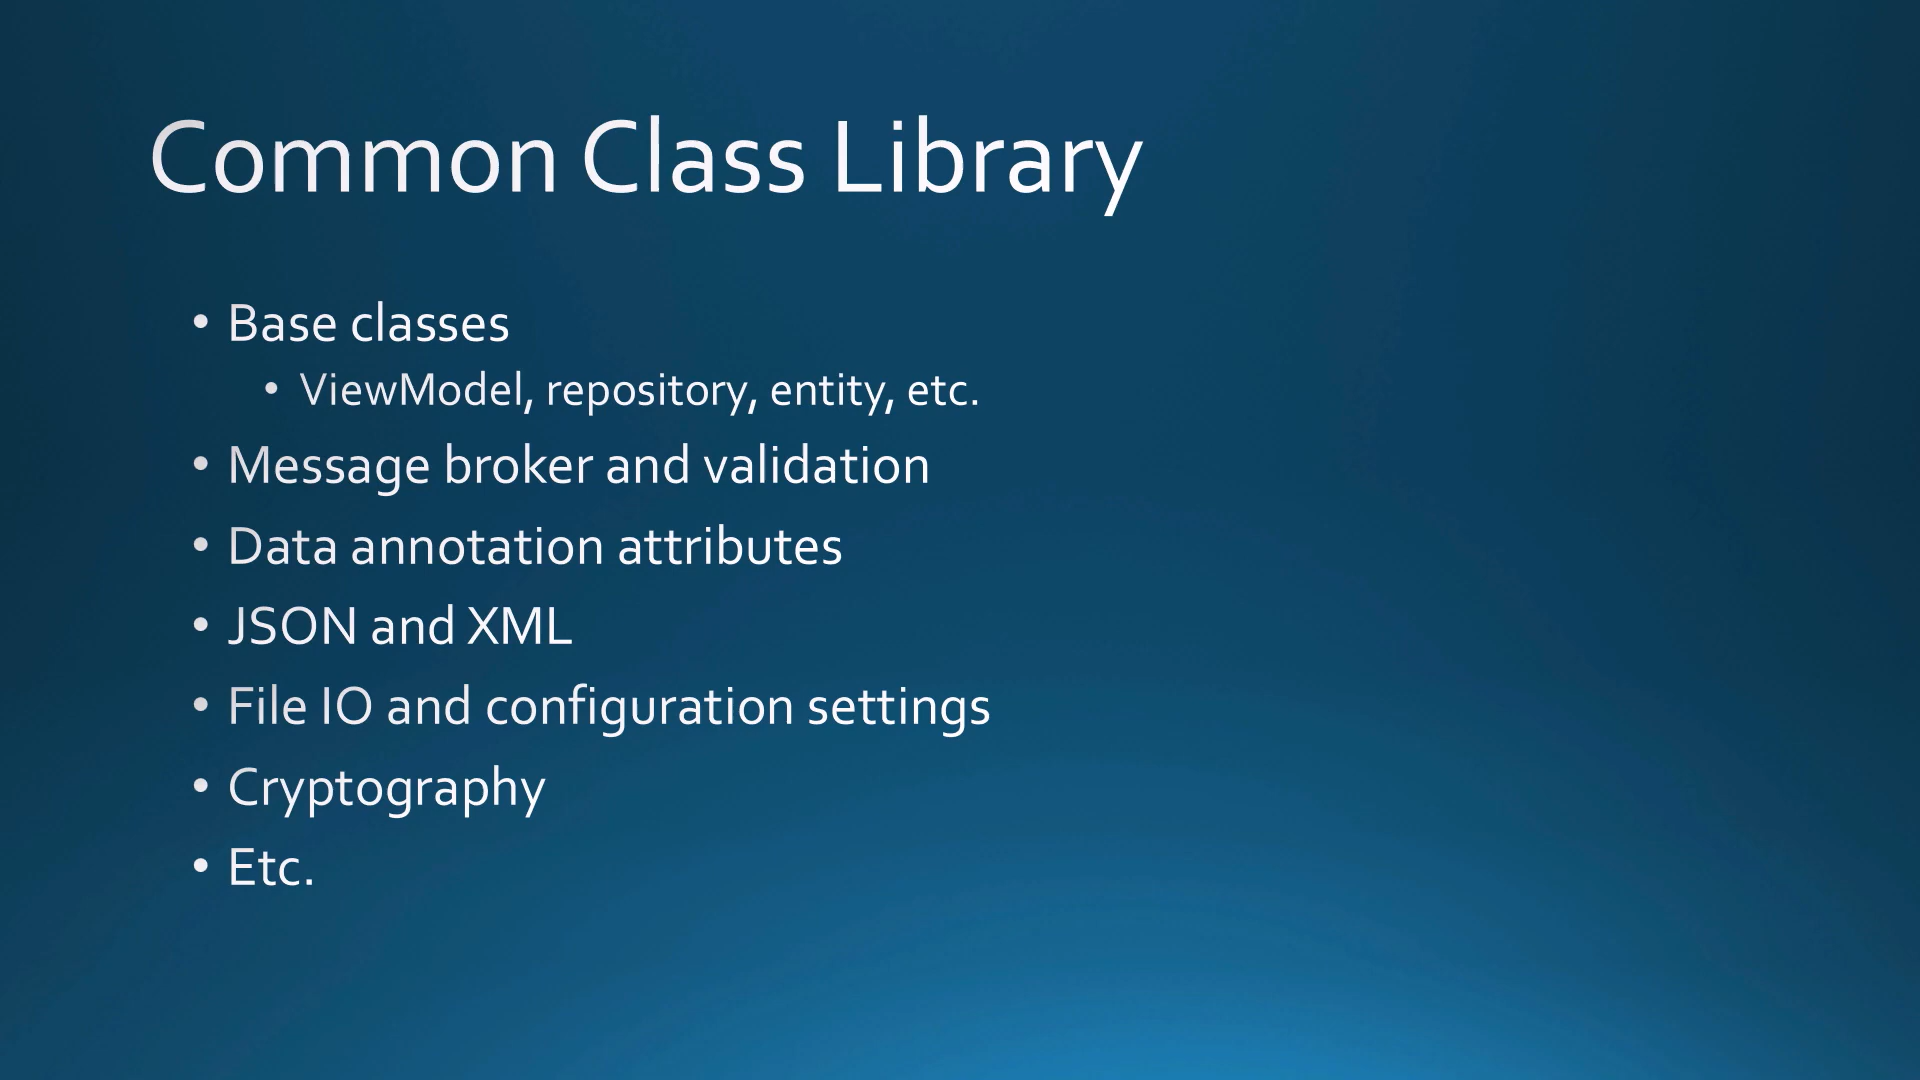 Common Class Library
• Base classes
• ViewModel, repository, entity, etc.
• Message broker and validation
• Data annotation attributes
• JSON and XML
• File IO and configuration settings
• Cryptography
• Etc.